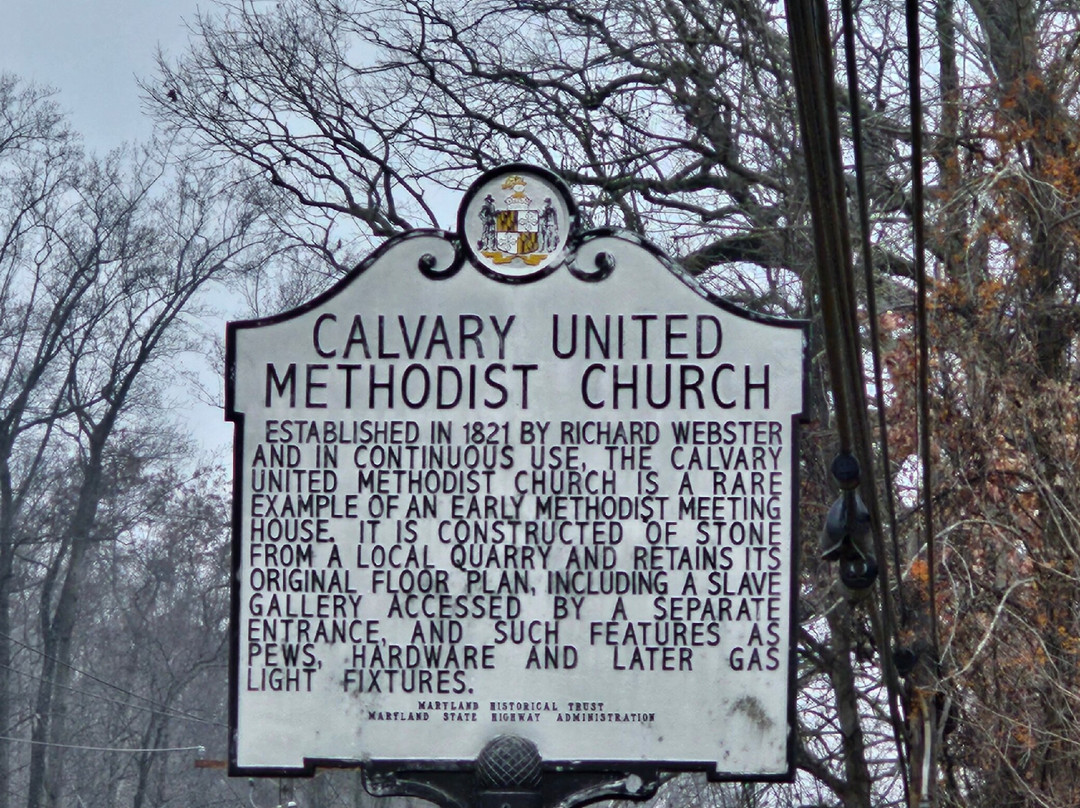 CALVARY UNITED
METHODIST CHURCH
ESTABLISHED IN 1821 BY RICHARD WEBSTER
AND IN CONTINUOUS USE, THE CALVARY
UNITED METHODIST CHURCH IS A RARE
EXAMPLE OF AN EARLY METHODIST MEETING
HOUSE. IT IS CONSTRUCTED OF STONE
FROM A LOCAL QUARRY AND RETAINS ITS
ORIGINAL FLOOR PLAN, INCLUDING A SLAVE
GALLERY ACCESSED BY A SEPARATE
ENTRANCE, AND SUCH FEATURES AS
PEWS, HARDWARE AND LATER GAS
LIGHT FIXTURES.
MARYLAND HISTORICAL TRUST
MARYLAND STATE HIGHWAY ADMINISTRATION